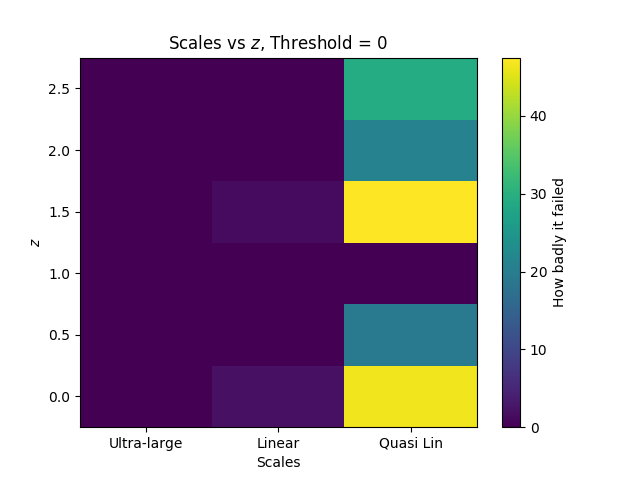 Scales vs z, Threshold = 0
2.5
2.0
1.5
1.0
0.5
0.0
z
Ultra-large
Linear
Quasi Lin
Scales
40
30
20
10
0
How badly it failed